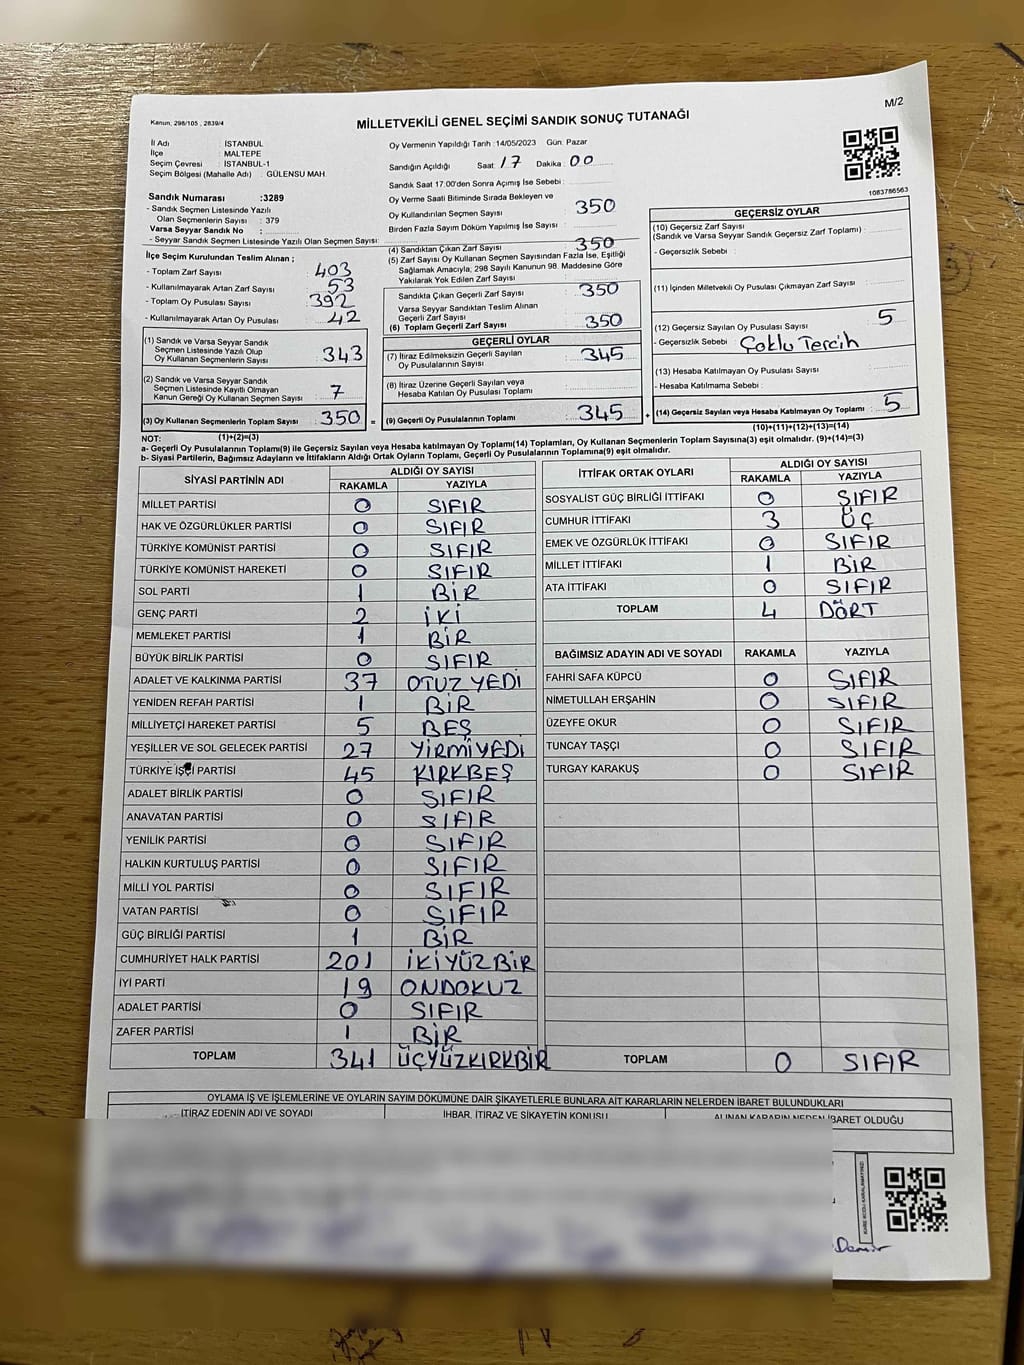 Kanun, 298/105 , 2839/4
MİLLETVEKİLİ GENEL SEÇİMİ SANDIK SONUÇ TUTANAĞI
M/2
İl Adı : İSTANBUL
İlçe : MALTEPE
Seçim Çevresi : İSTANBUL-1
Seçim Bölgesi (Mahalle Adı) : GÜLENSU MAH.
Sandık Numarası :3289
- Sandık Seçmen Listesinde Yazılı
Olan Seçmenlerin Sayısı : 379
Varsa Seyyar Sandık No :
- Seyyar Sandık Seçmen Listesinde Yazılı Olan Seçmen Sayısı:
İlçe Seçim Kurulundan Teslim Alınan ;
- Toplam Zarf Sayısı : 403
- Kullanılmayarak Artan Zarf Sayısı : 53
- Toplam Oy Pusulası Sayısı : 392
- Kullanılmayarak Artan Oy Pusulası : 42
(1) Sandık ve Varsa Seyyar Sandık
Seçmen Listesinde Yazılı Olup
Oy Kullanan Seçmenlerin Sayısı : 343
(2) Sandık ve Varsa Seyyar Sandık
Seçmen Listesinde Kayıtlı Olmayan
Kanun Gereği Oy Kullanan Seçmen Sayısı : 7
(3) Oy Kullanan Seçmenlerin Toplam Sayısı : 350 =
(1)+(2)=(3)
Oy Vermenin Yapıldığı Tarih :14/05/2023 Gün: Pazar
Sandığın Açıldığı Saat: 17 Dakika: 00
Sandık Saat 17:00'den Sonra Açımış İse Sebebi :
Oy Verme Saati Bitiminde Sırada Bekleyen ve
Oy Kullandırılan Seçmen Sayısı : 350
Birden Fazla Sayım Döküm Yapılmış İse Sayısı :
(4) Sandıktan Çıkan Zarf Sayısı : 350
(5) Zarf Sayısı Oy Kullanan Seçmen Sayısından Fazla İse, Eşitliği
Sağlamak Amacıyla; 298 Sayılı Kanunun 98. Maddesine Göre
Yakılarak Yok Edilen Zarf Sayısı :
Sandıkta Çıkan Geçerli Zarf Sayısı : 350
Varsa Seyyar Sandıktan Teslim Alınan
Geçerli Zarf Sayısı :
(6) Toplam Geçerli Zarf Sayısı : 350
GEÇERLİ OYLAR
(7) İtiraz Edilmeksizin Geçerli Sayılan
Oy Pusulalarının Sayısı : 345
(8) İtiraz Üzerine Geçerli Sayılan veya
Hesaba Katılan Oy Pusulası Toplamı :
(9) Geçerli Oy Pusulalarının Toplamı : 345 +
1083786563
GEÇERSİZ OYLAR
(10) Geçersiz Zarf Sayısı
(Sandık ve Varsa Seyyar Sandık Geçersiz Zarf Toplamı) :
- Geçersizlik Sebebi :
(11) İçinden Milletvekili Oy Pusulası Çıkmayan Zarf Sayısı :
(12) Geçersiz Sayılan Oy Pusulası Sayısı : 5
- Geçersizlik Sebebi : Çoklu Tercih
(13) Hesaba Katılmayan Oy Pusulası Sayısı :
- Hesaba Katılmama Sebebi :
(14) Geçersiz Sayılan veya Hesaba Katılmayan Oy Toplamı : 5
(10)+(11)+(12)+(13)=(14)
NOT:
a- Geçerli Oy Pusulalarının Toplamı(9) ile Geçersiz Sayılan veya Hesaba katılmayan Oy Toplamı(14) Toplamları, Oy Kullanan Seçmenlerin Toplam Sayısına(3) eşit olmalıdır. (9)+(14)=(3)
b- Siyasi Partilerin, Bağımsız Adayların ve İttifakların Aldığı Ortak Oyların Toplamı, Geçerli Oy Pusulalarının Toplamına(9) eşit olmalıdır.
SİYASİ PARTİNİN ADI ALDIĞI OY SAYISI
RAKAMLA YAZIYLA
MİLLET PARTİSİ 0 SIFIR
HAK VE ÖZGÜRLÜKLER PARTİSİ 0 SIFIR
TÜRKİYE KOMÜNİST PARTİSİ 0 SIFIR
TÜRKİYE KOMÜNİST HAREKETİ 0 SIFIR
SOL PARTİ 1 BİR
GENÇ PARTİ 2 İKİ
MEMLEKET PARTİSİ 1 BİR
BÜYÜK BİRLİK PARTİSİ 0 SIFIR
ADALET VE KALKINMA PARTİSİ 37 OTUZ YEDİ
YENİDEN REFAH PARTİSİ 1 BİR
MİLLİYETÇİ HAREKET PARTİSİ 5 BEŞ
YEŞİLLER VE SOL GELECEK PARTİSİ 27 YİRMİYEDİ
TÜRKİYE İŞÇİ PARTİSİ 45 KIRKBEŞ
ADALET BİRLİK PARTİSİ 0 SIFIR
ANAVATAN PARTİSİ 0 SIFIR
YENİLİK PARTİSİ 0 SIFIR
HALKIN KURTULUŞ PARTİSİ 0 SIFIR
MİLLİ YOL PARTİSİ 0 SIFIR
VATAN PARTİSİ 0 SIFIR
GÜÇ BİRLİĞİ PARTİSİ 1 BİR
CUMHURİYET HALK PARTİSİ 201 İKİYÜZBİR
İYİ PARTİ 19 ONDOKUZ
ADALET PARTİSİ 0 SIFIR
ZAFER PARTİSİ 1 BİR
TOPLAM 341 ÜÇYÜZKIRKBİR
İTTİFAK ORTAK OYLARI ALDIĞI OY SAYISI
RAKAMLA YAZIYLA
SOSYALİST GÜÇ BİRLİĞİ İTTİFAKI 0 SIFIR
CUMHUR İTTİFAKI 3 ÜÇ
EMEK VE ÖZGÜRLÜK İTTİFAKI 0 SIFIR
MİLLET İTTİFAKI 1 BİR
ATA İTTİFAKI 0 SIFIR
TOPLAM 4 DÖRT
BAĞIMSIZ ADAYIN ADI VE SOYADI RAKAMLA YAZIYLA
FAHRİ SAFA KÜPCÜ 0 SIFIR
NİMETULLAH ERŞAHİN 0 SIFIR
ÜZEYFE OKUR 0 SIFIR
TUNCAY TAŞÇI 0 SIFIR
TURGAY KARAKUŞ 0 SIFIR
TOPLAM 0 SIFIR
OYLAMA İŞ VE İŞLEMLERİNE VE OYLARIN SAYIM DÖKÜMÜNE DAİR ŞİKAYETLERLE BUNLARA AİT KARARLARIN NELERDEN İBARET BULUNDUKLARI
İTİRAZ EDENİN ADI VE SOYADI İHBAR, İTİRAZ VE ŞİKAYETİN KONUSU ALINAN KARARIN NEDEN İBARET OLDUĞU
KARE KODU KARALAMAYINIZ
Demir